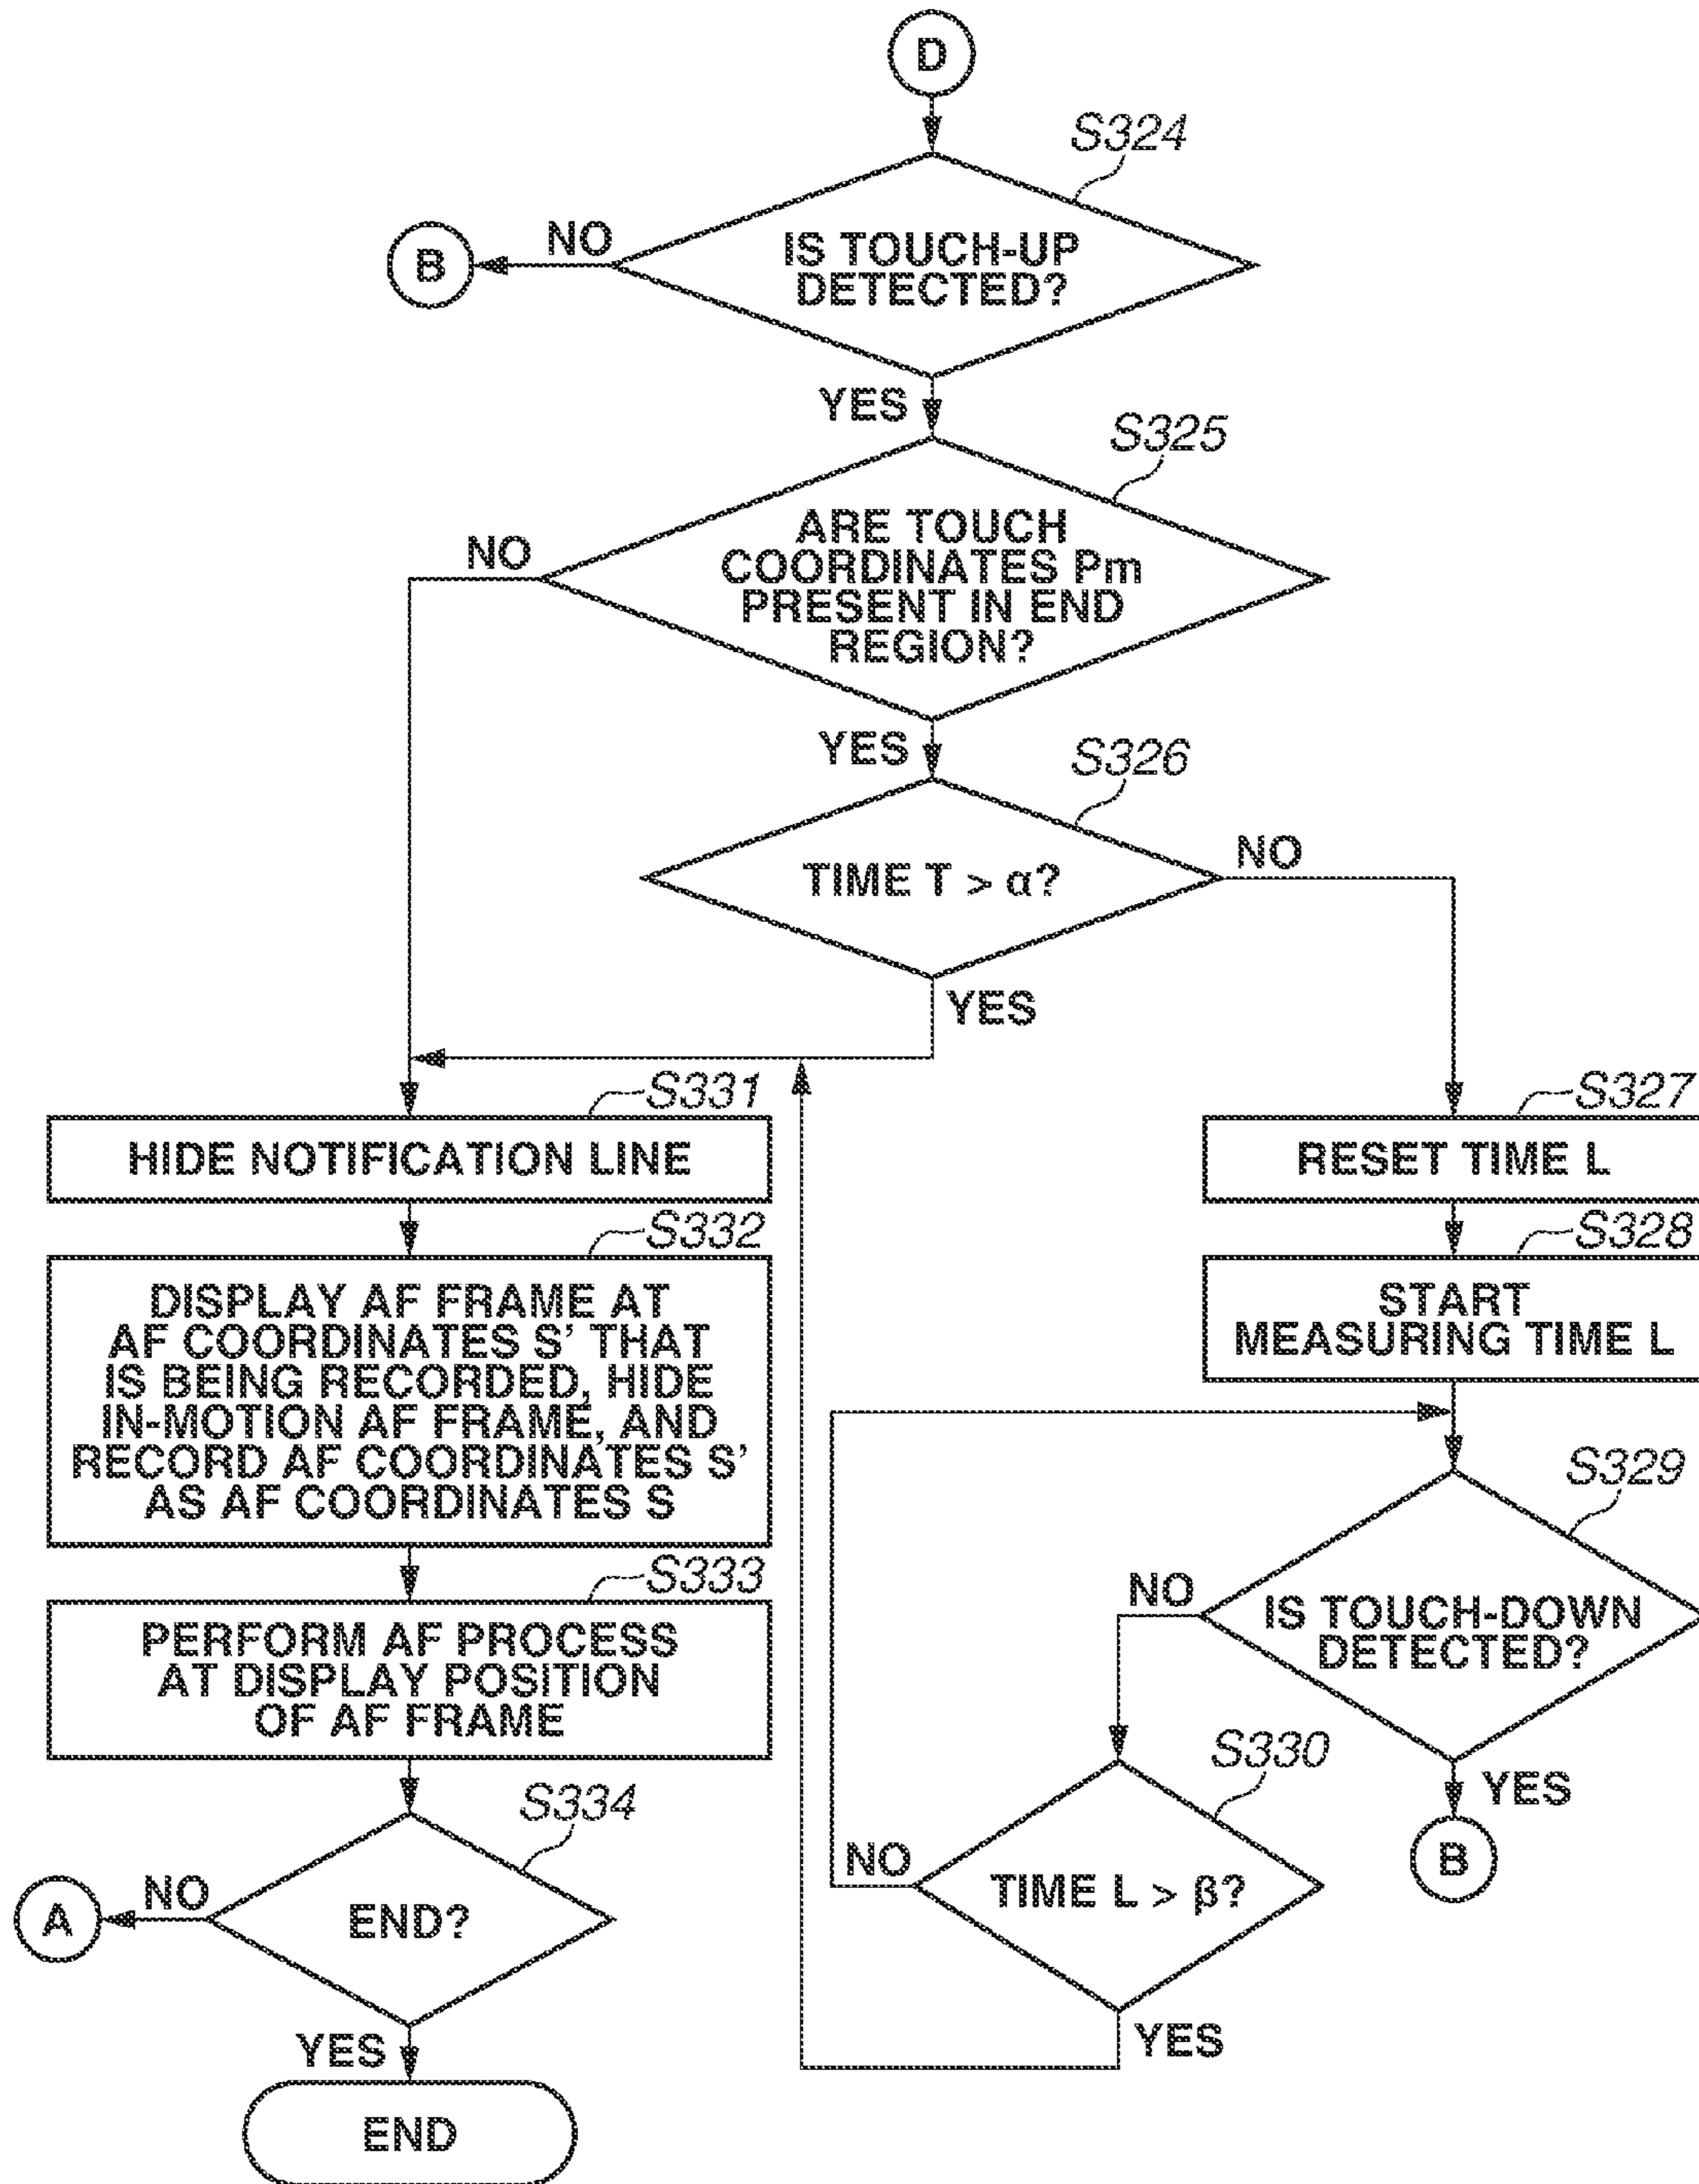 D
S324
IS TOUCH-UP
DETECTED?
NO
B
YES
S325
ARE TOUCH
COORDINATES Pm
PRESENT IN END
REGION?
NO
YES
S326
TIME T > α?
NO
YES
S331
HIDE NOTIFICATION LINE
S332
DISPLAY AF FRAME AT
AF COORDINATES S' THAT
IS BEING RECORDED, HIDE
IN-MOTION AF FRAME, AND
RECORD AF COORDINATES S'
AS AF COORDINATES S
S333
PERFORM AF PROCESS
AT DISPLAY POSITION
OF AF FRAME
S334
END?
NO
A
YES
END
S327
RESET TIME L
S328
START
MEASURING TIME L
S329
IS TOUCH-DOWN
DETECTED?
NO
YES
B
S330
TIME L > β?
NO
YES